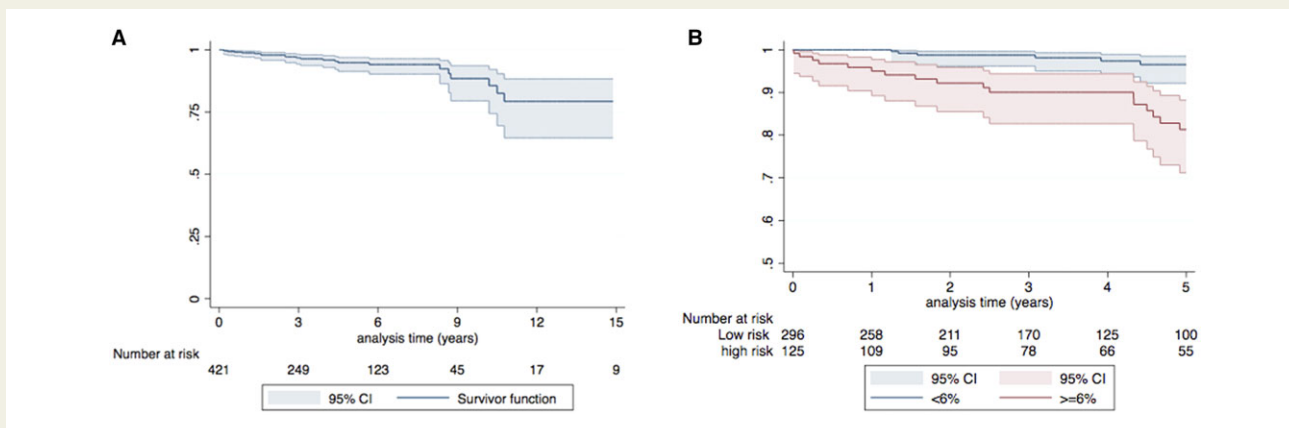 A
1
.75
.5
.25
0
0 3 6 9 12 15
analysis time (years)
Number at risk
421 249 123 45 17 9
95% CI Survivor function
B
1
.9
.8
.7
.6
.5
0 1 2 3 4 5
analysis time (years)
Number at risk
Low risk 296 258 211 170 125 100
high risk 125 109 95 78 66 55
95% CI 95% CI
<6% >=6%